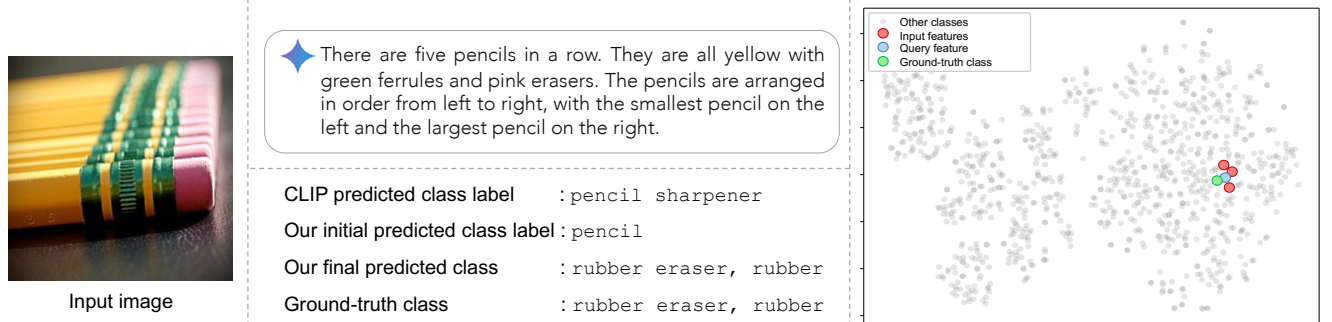 Input image
There are five pencils in a row. They are all yellow with
green ferrules and pink erasers. The pencils are arranged
in order from left to right, with the smallest pencil on the
left and the largest pencil on the right.
CLIP predicted class label : pencil sharpener
Our initial predicted class label : pencil
Our final predicted class : rubber eraser, rubber
Ground-truth class : rubber eraser, rubber
Other classes
Input features
Query feature
Ground-truth class